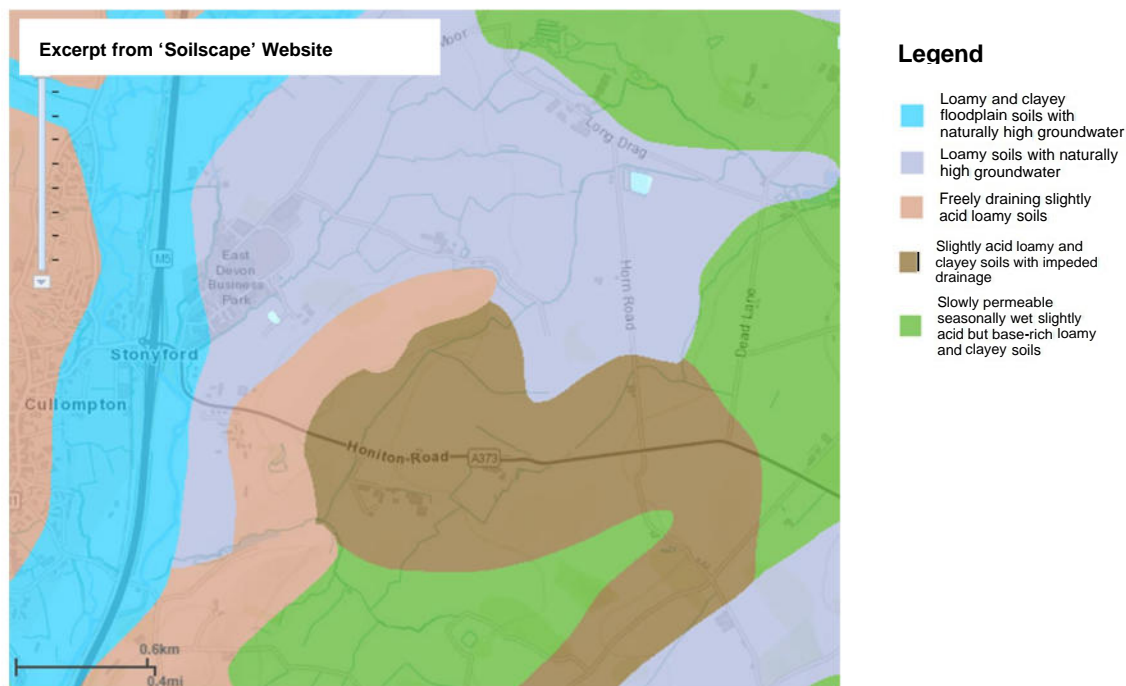 Excerpt from ‘Soilscape’ Website
Moor
Long Drag
M5
East
Devon
Business
Park
Horn Road
Dead Lane
Stonyford
Cullompton
Honiton-Road
A373
0.6km
0.4mi
Legend
Loamy and clayey
floodplain soils with
naturally high groundwater
Loamy soils with naturally
high groundwater
Freely draining slightly
acid loamy soils
Slightly acid loamy and
clayey soils with impeded
drainage
Slowly permeable
seasonally wet slightly
acid but base-rich loamy
and clayey soils